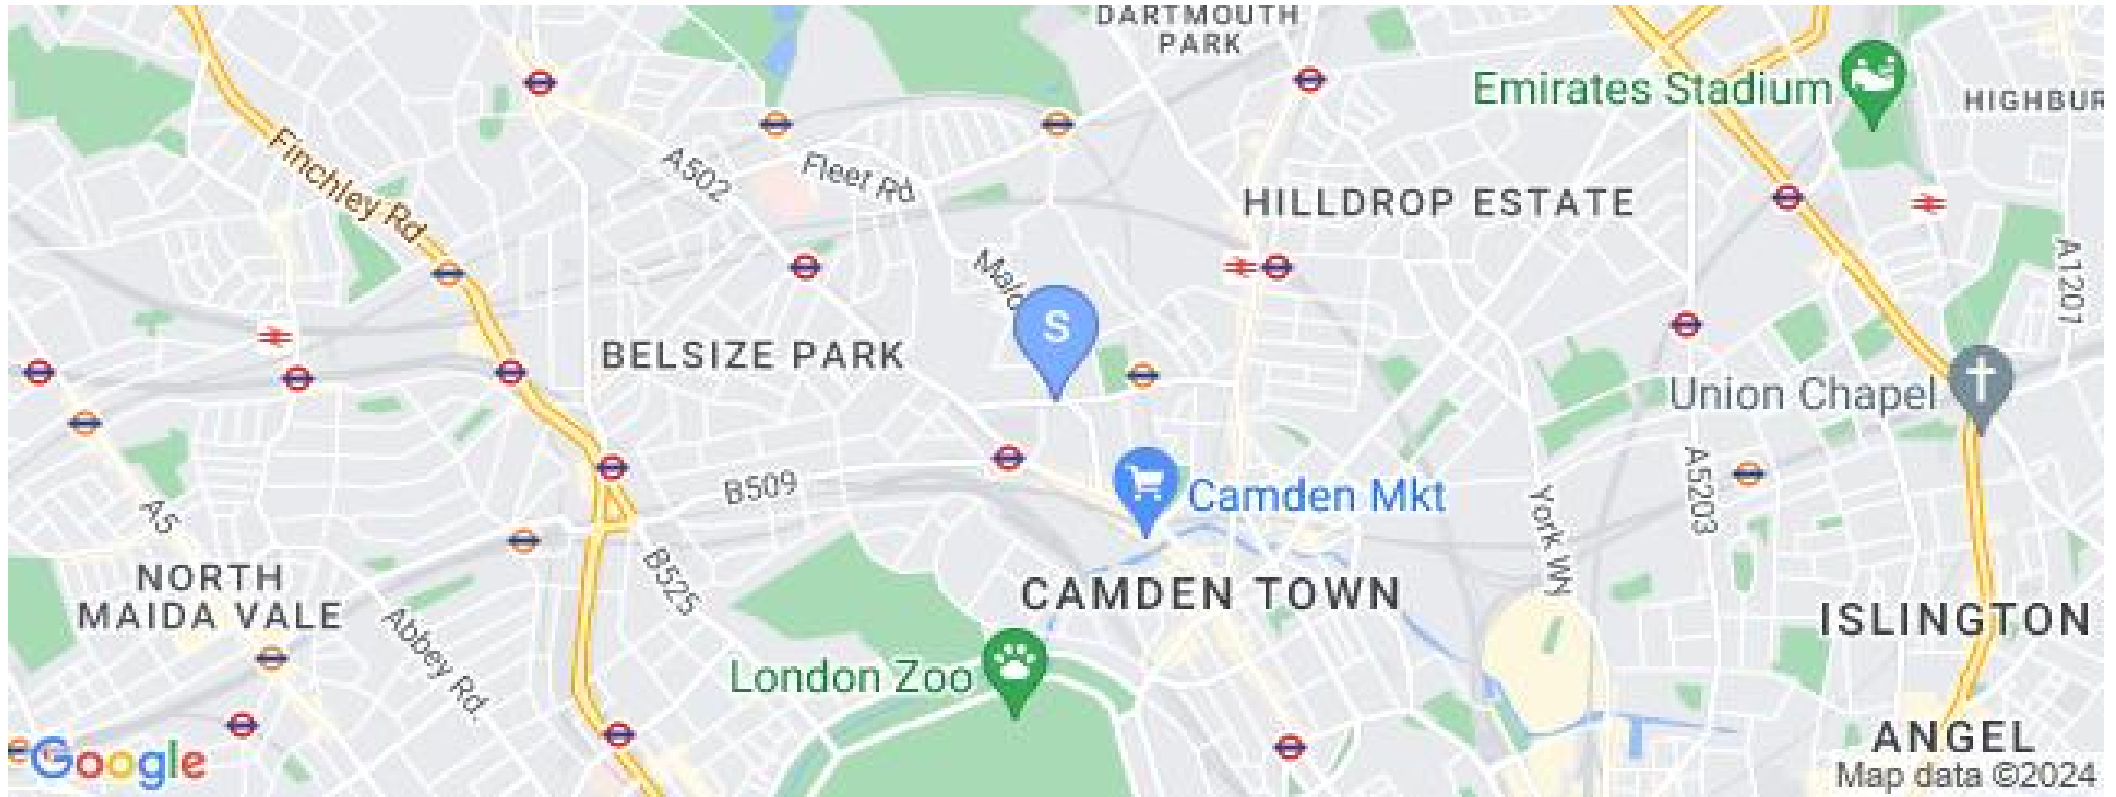 DARTMOUTH
PARK
Emirates Stadium
HIGHBUR
Finchley Rd
A502
Fleet Rd
HILLDROP ESTATE
A1201
Mald
S
BELSIZE PARK
Union Chapel
B509
Camden Mkt
A5203
York Wy
A5
B525
NORTH
MAIDA VALE
Abbey Rd.
CAMDEN TOWN
ISLINGTON
London Zoo
ANGEL
Google
Map data ©2024